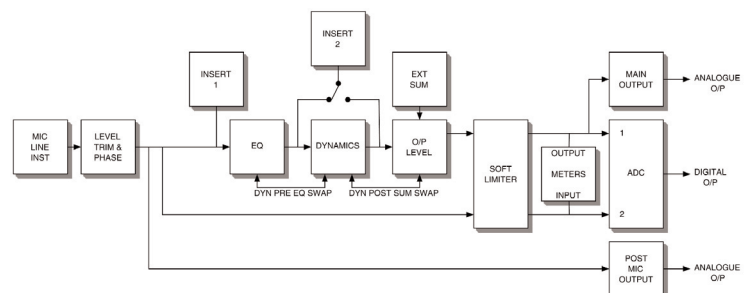 INSERT
2
INSERT
1
EXT
SUM
MAIN
OUTPUT
ANALOGUE
O/P
MIC
LINE
INST
LEVEL
TRIM &
PHASE
EQ
DYNAMICS
O/P
LEVEL
SOFT
LIMITER
OUTPUT
METERS
INPUT
1
ADC
2
DIGITAL
O/P
DYN PRE EQ SWAP
DYN POST SUM SWAP
POST
MIC
OUTPUT
ANALOGUE
O/P